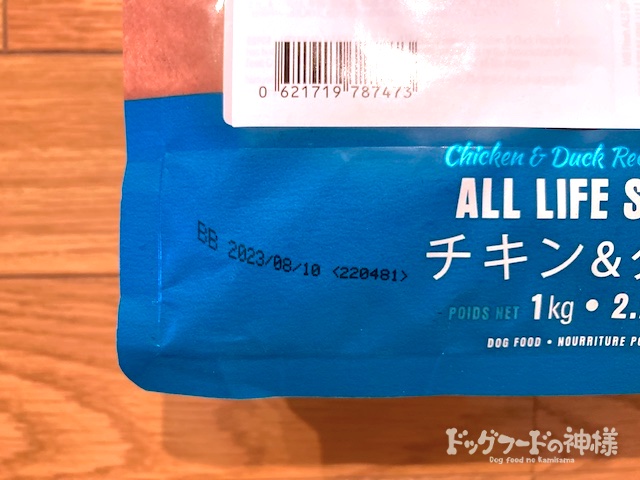 0 621719 787473
Chicken & Duck
ALL LIFE
BB 2023/08/10 <220481>
チキン&
POIDS NET 1kg • 2.
DOG FOOD • NOURRITURE
ドッグフードの神様
Dog food no Kamisama